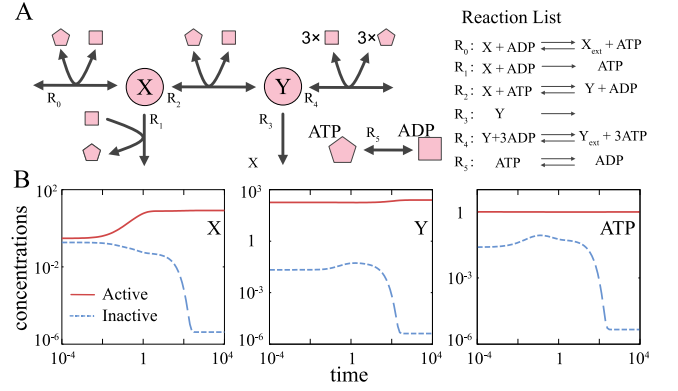 A
3× 3×
X
Y
R0
R2
R4
R1
R3
X
ATP
R5
ADP
Reaction List
R0: X + ADP Xext + ATP
R1: X + ADP ATP
R2: X + ATP Y + ADP
R3: Y
R4: Y+3ADP Yext + 3ATP
R5: ATP ADP
B
concentrations
10^2
10^-2
10^-6
X
Active
Inactive
10^-4 1 10^4
10^3
1
10^-3
10^-6
Y
10^-4 1 10^4
1
10^-3
10^-6
ATP
10^-4 1 10^4
time